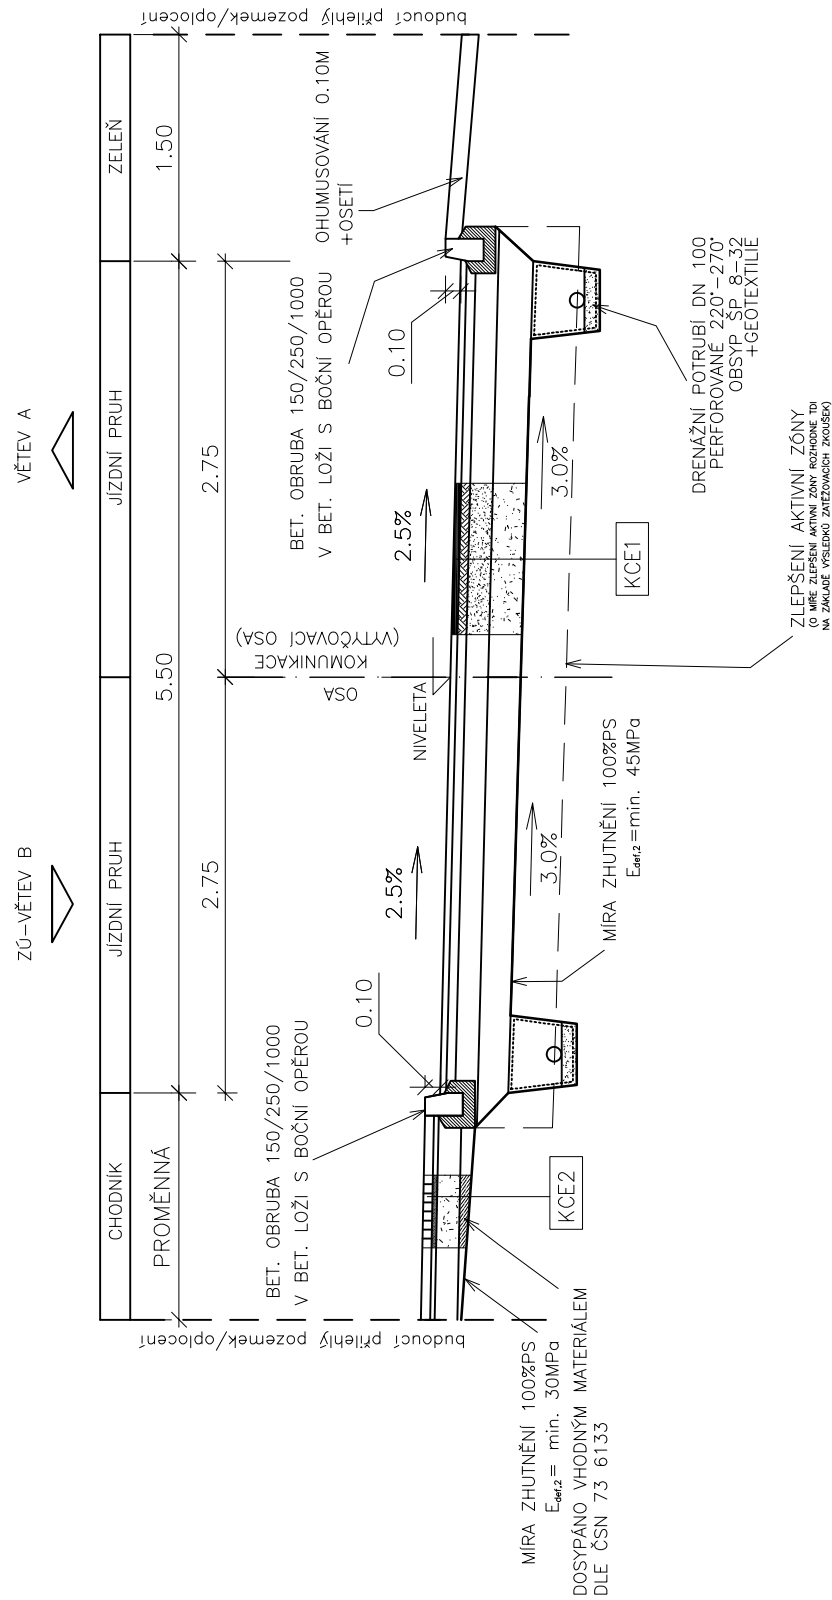 ZÚ-VĚTEV B
VĚTEV A
CHODNÍK
JÍZDNÍ PRUH
JÍZDNÍ PRUH
ZELEŇ
PROMĚNNÁ
5.50
1.50
2.75
2.75
budoucí přilehlý pozemek/oplocení
budoucí přilehlý pozemek/oplocení
BET. OBRUBA 150/250/1000
V BET. LOŽI S BOČNÍ OPĚROU
0.10
OSA
KOMUNIKACE
(VYTYČOVACÍ OSA)
NIVELETA
BET. OBRUBA 150/250/1000
V BET. LOŽI S BOČNÍ OPĚROU
0.10
OHUMUSOVÁNÍ 0.10M
+OSETÍ
2.5%
2.5%
3.0%
3.0%
KCE2
KCE1
MÍRA ZHUTNĚNÍ 100%PS
Edef,2= min. 30MPa
DOSYPÁNO VHODNÝM MATERIÁLEM
DLE ČSN 73 6133
MÍRA ZHUTNĚNÍ 100%PS
Edef,2=min. 45MPa
DRENÁŽNÍ POTRUBÍ DN 100
PERFOROVANÉ 220°-270°
OBSYP ŠP 8-32
+GEOTEXTILIE
ZLEPŠENÍ AKTIVNÍ ZÓNY
(O MÍŘE ZLEPŠENÍ AKTIVNÍ ZÓNY ROZHODNE TDI
NA ZÁKLADĚ VÝSLEDKŮ ZATĚŽOVACÍCH ZKOUŠEK)